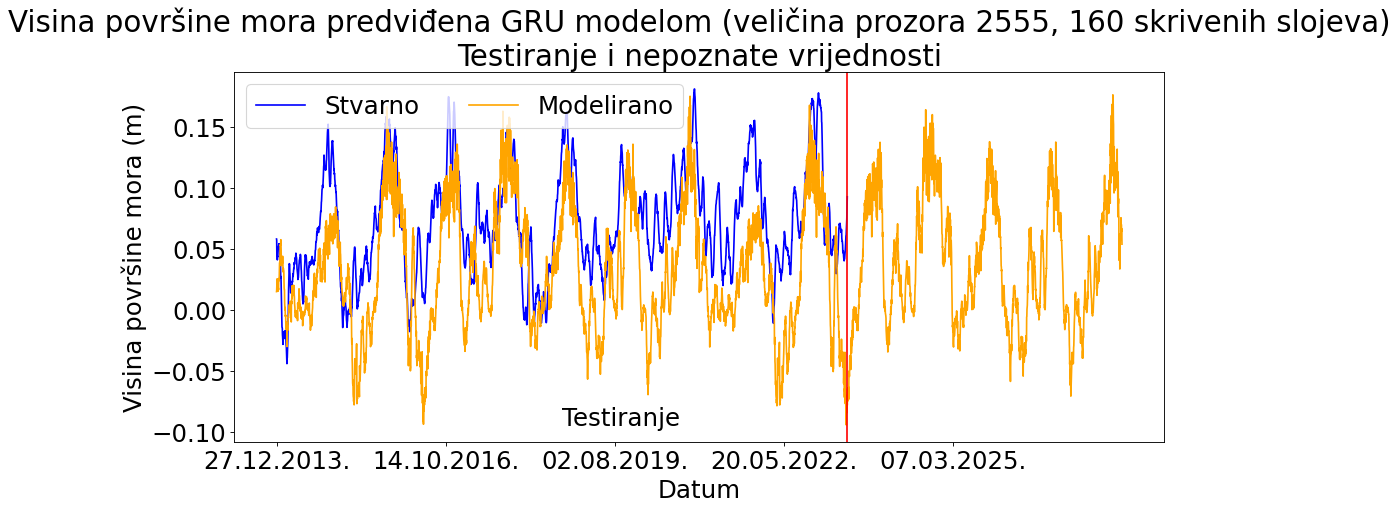 Visina površine mora predviđena GRU modelom (veličina prozora 2555, 160 skrivenih slojeva)
Testiranje i nepoznate vrijednosti
Stvarno
Modelirano
Visina površine mora (m)
0.15
0.10
0.05
0.00
−0.05
−0.10
Testiranje
27.12.2013.
14.10.2016.
02.08.2019.
20.05.2022.
07.03.2025.
Datum